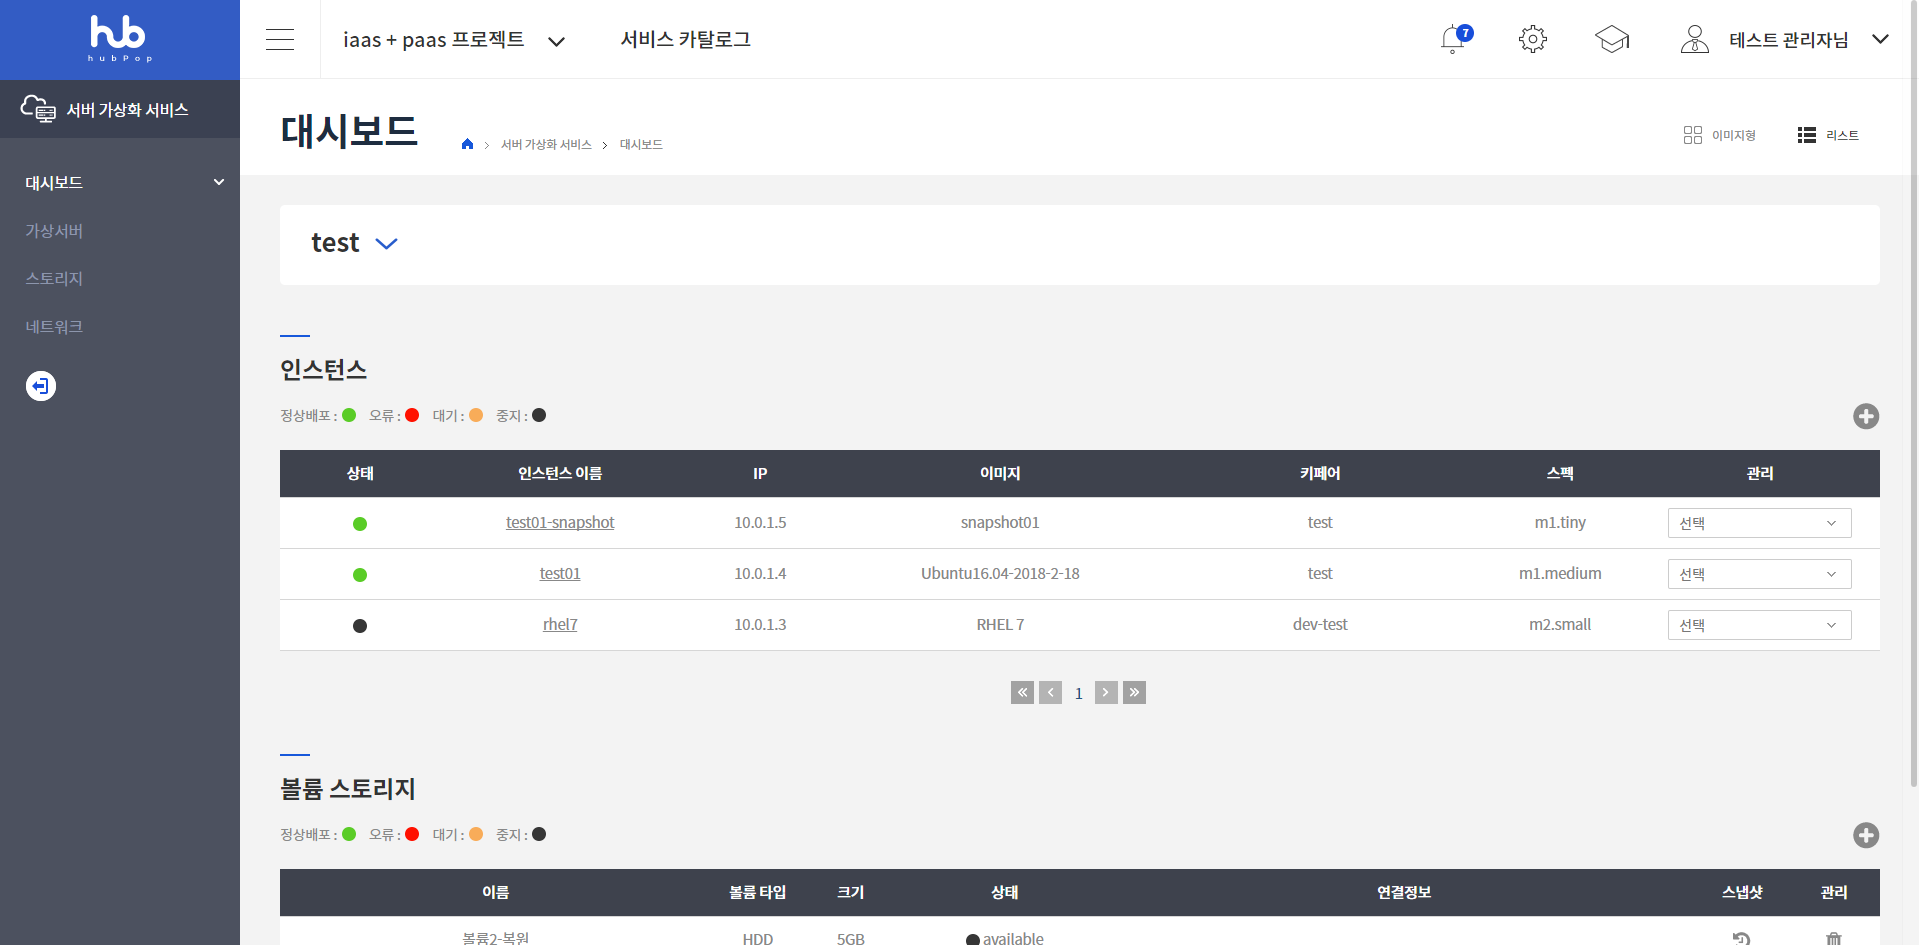 hub
hubPop
iaas + paas 프로젝트
서비스 카탈로그
7
테스트 관리자님
서버 가상화 서비스
대시보드
가상서버
스토리지
네트워크
대시보드
서버 가상화 서비스
대시보드
이미지형
리스트
test
인스턴스
정상배포 : 오류 : 대기 : 중지 :
상태 인스턴스 이름 IP 이미지 키페어 스펙 관리
test01-snapshot 10.0.1.5 snapshot01 test m1.tiny 선택
test01 10.0.1.4 Ubuntu16.04-2018-2-18 test m1.medium 선택
rhel7 10.0.1.3 RHEL 7 dev-test m2.small 선택
1
볼륨 스토리지
정상배포 : 오류 : 대기 : 중지 :
이름 볼륨 타입 크기 상태 연결정보 스냅샷 관리
볼륨2-복원 HDD 5GB available